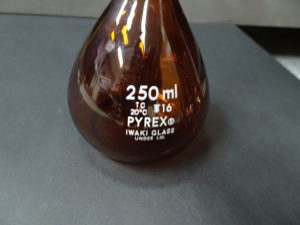 250 ml
TC
20°C $16
PYREX®
IWAKI GLASS
UNDER LIC.